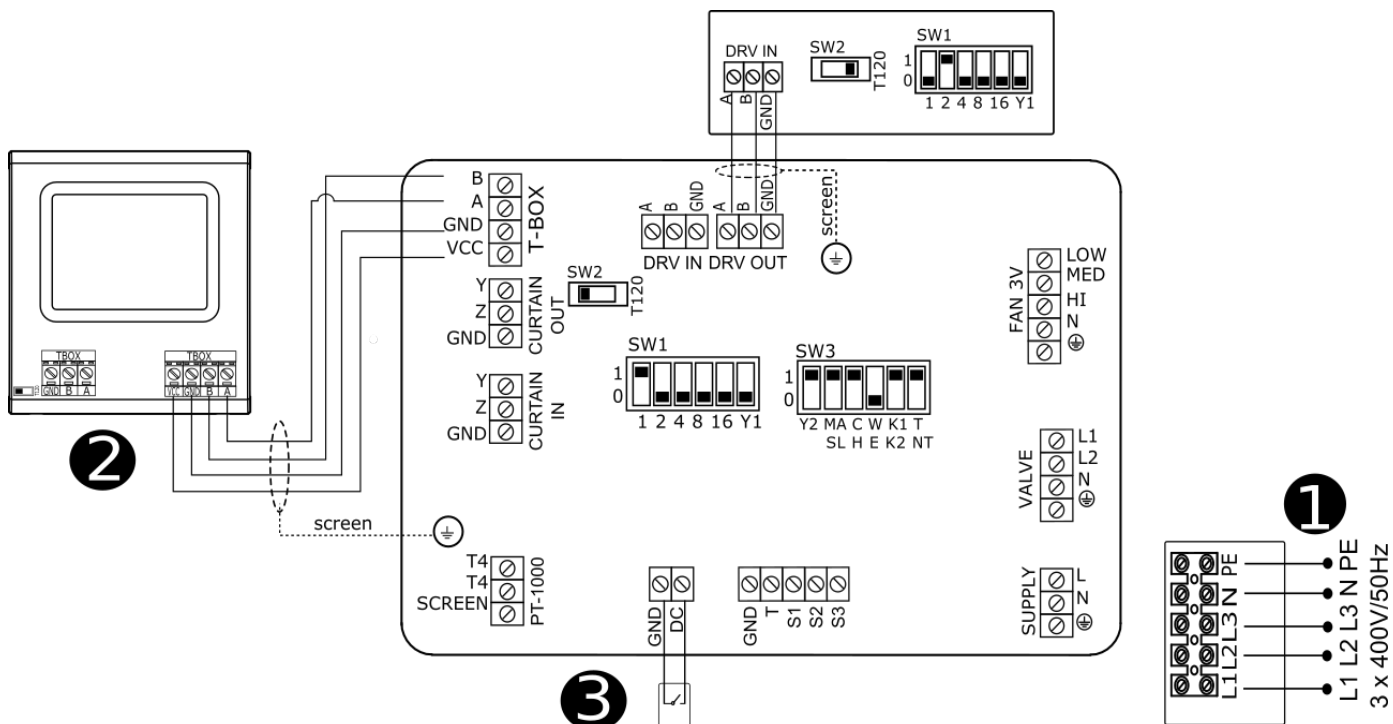 DRV IN
A
B
GND
SW2
T120
SW1
1
0
1 2 4 8 16 Y1
B
A
GND
VCC
T-BOX
A
B
GND
DRV IN
A
B
GND
DRV OUT
screen
SW2
T120
Y
Z
GND
CURTAIN
OUT
Y
Z
GND
CURTAIN
IN
SW1
1
0
1 2 4 8 16 Y1
SW3
1
0
Y2 MA C W K1 T
SL H E K2 NT
FAN 3V
LOW
MED
HI
N
VALVE
L1
L2
N
SUPPLY
L
N
TBOX
GND B A
TBOX
VCC GND B A
2
screen
T4
T4
SCREEN
PT-1000
GND
DC
GND
T
S1
S2
S3
3
1
PE
N
L3
L2
L1
PE
N
L3
L2
L1
3 x 400V/50Hz